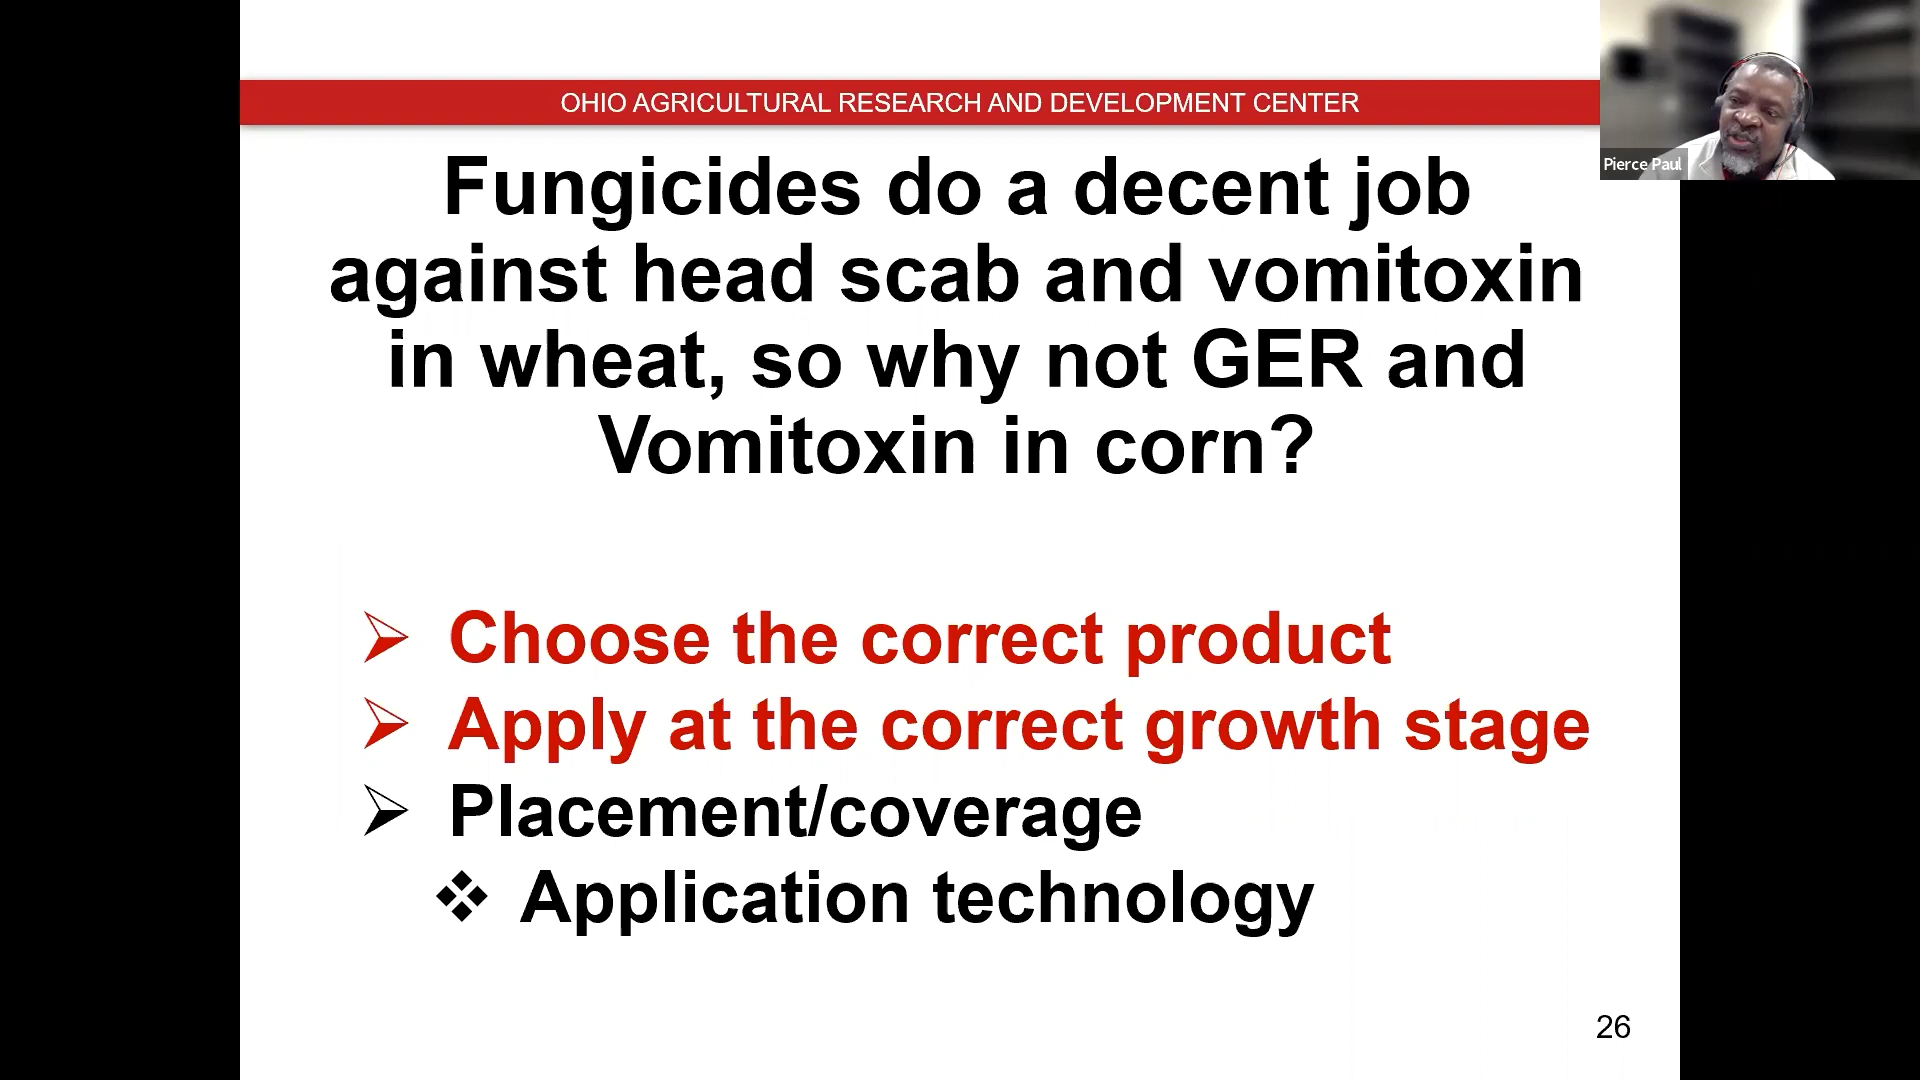 OHIO AGRICULTURAL RESEARCH AND DEVELOPMENT CENTER
Pierce Paul
Fungicides do a decent job
against head scab and vomitoxin
in wheat, so why not GER and
Vomitoxin in corn?
➢ Choose the correct product
➢ Apply at the correct growth stage
➢ Placement/coverage
❖ Application technology
26